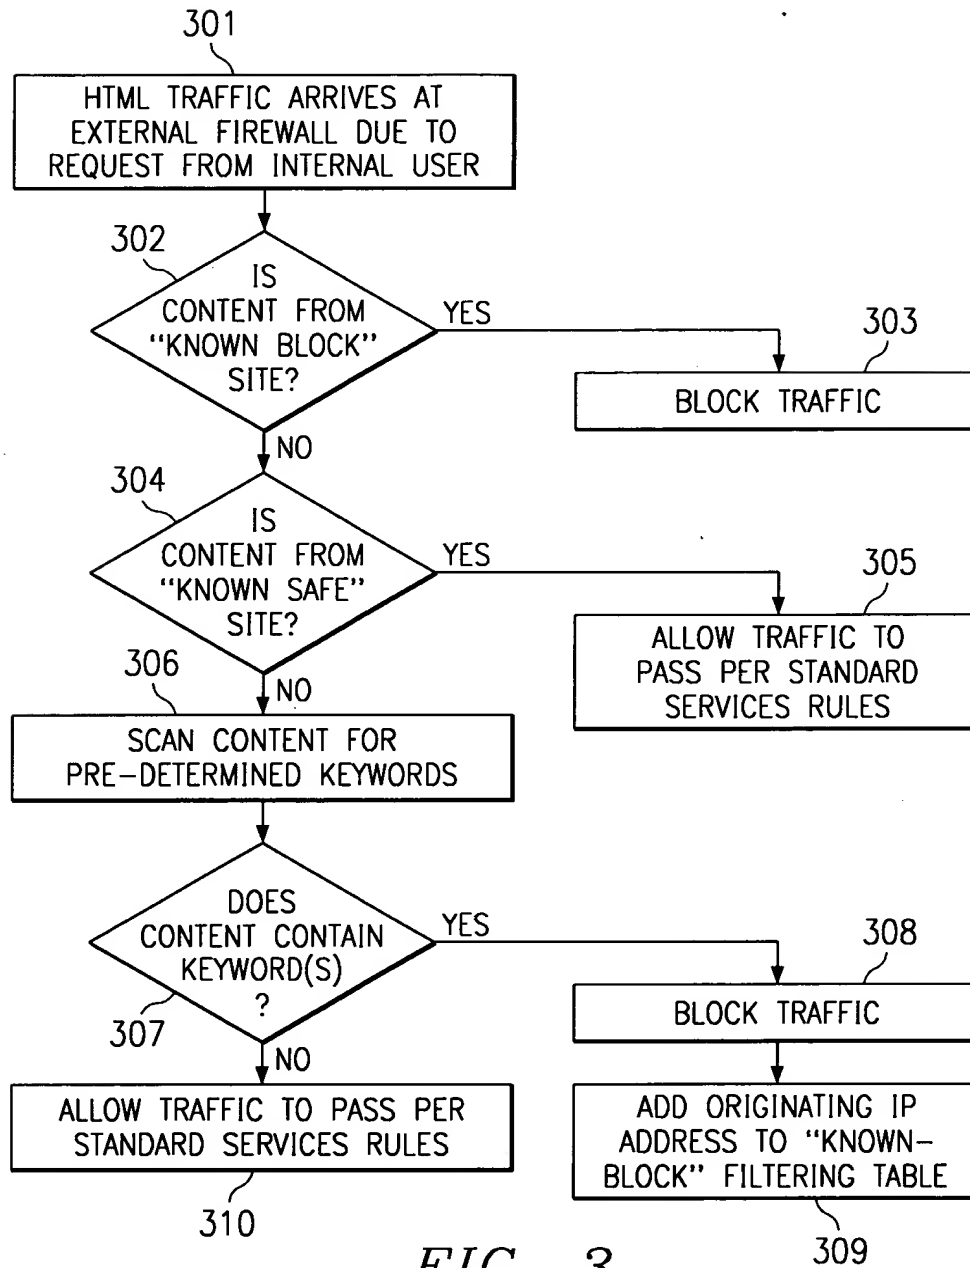 301
HTML TRAFFIC ARRIVES AT
EXTERNAL FIREWALL DUE TO
REQUEST FROM INTERNAL USER
302
IS
CONTENT FROM
"KNOWN BLOCK"
SITE?
YES
303
BLOCK TRAFFIC
NO
304
IS
CONTENT FROM
"KNOWN SAFE"
SITE?
YES
305
ALLOW TRAFFIC TO
PASS PER STANDARD
SERVICES RULES
306
NO
SCAN CONTENT FOR
PRE-DETERMINED KEYWORDS
DOES
CONTENT CONTAIN
KEYWORD(S)
?
YES
307
308
BLOCK TRAFFIC
NO
ALLOW TRAFFIC TO PASS PER
STANDARD SERVICES RULES
310
ADD ORIGINATING IP
ADDRESS TO "KNOWN-
BLOCK" FILTERING TABLE
309
FIG. 3